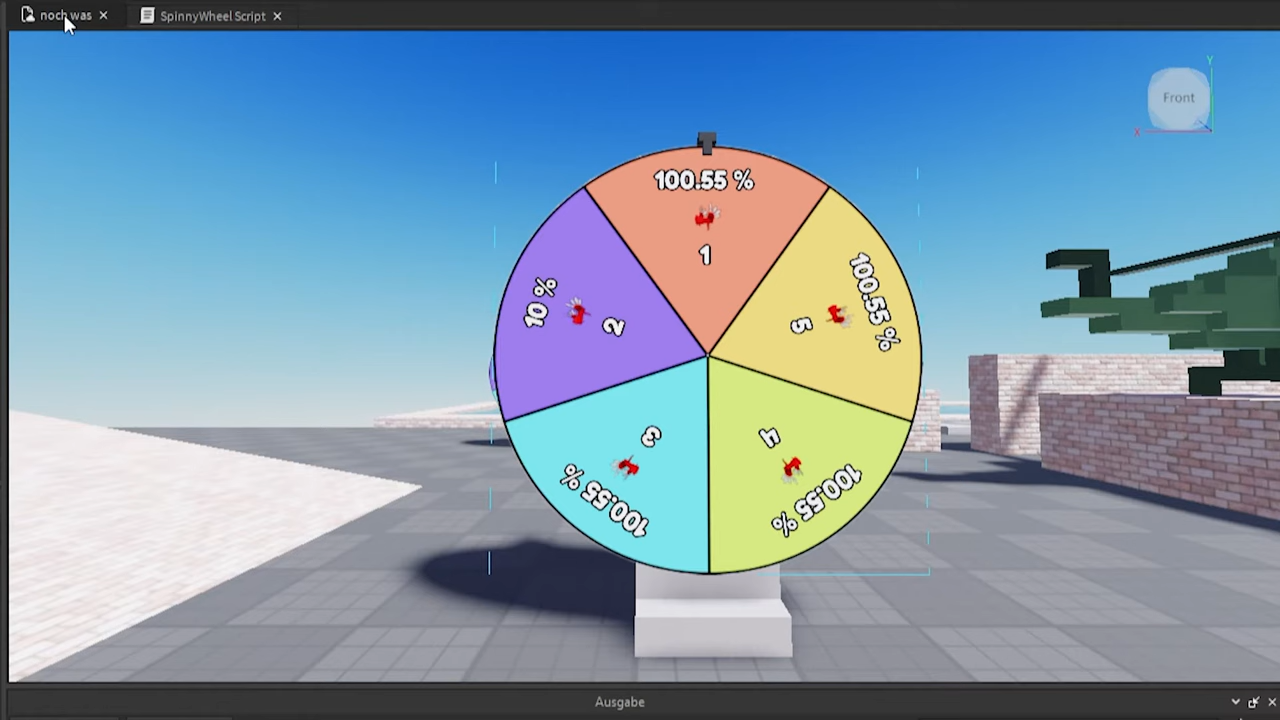 noch was
SpinnyWheel Script
Front
Y
X
100.55 %
1
10 %
2
100.55 %
5
3
100.55 %
4
100.55 %
Ausgabe